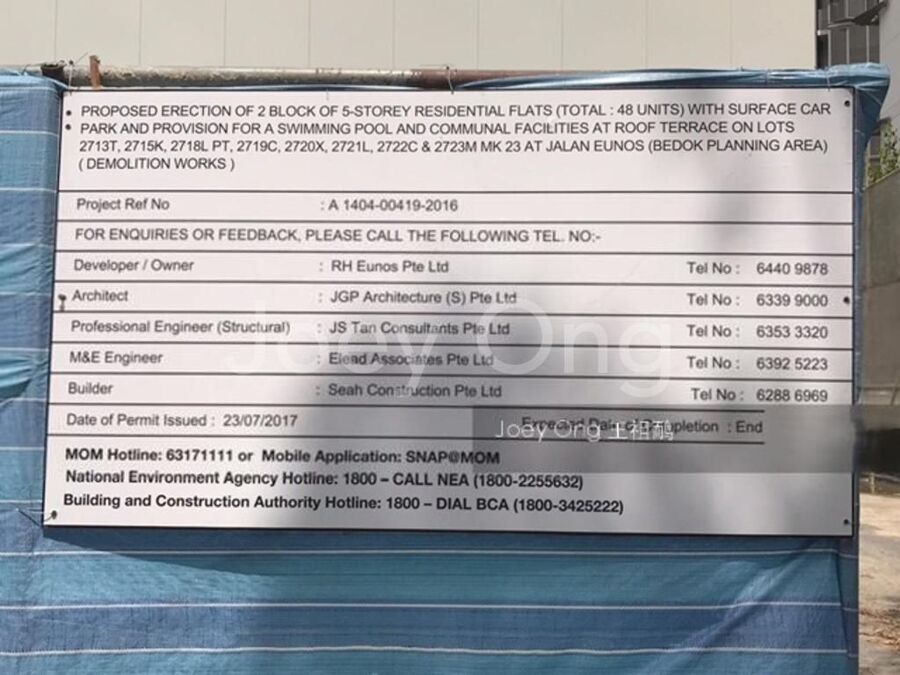 PROPOSED ERECTION OF 2 BLOCK OF 5-STOREY RESIDENTIAL FLATS (TOTAL : 48 UNITS) WITH SURFACE CAR
PARK AND PROVISION FOR A SWIMMING POOL AND COMMUNAL FACILITIES AT ROOF TERRACE ON LOTS
2713T, 2715K, 2718L PT, 2719C, 2720X, 2721L, 2722C & 2723M MK 23 AT JALAN EUNOS (BEDOK PLANNING AREA)
( DEMOLITION WORKS )
Project Ref No : A 1404-00419-2016
FOR ENQUIRIES OR FEEDBACK, PLEASE CALL THE FOLLOWING TEL. NO:-
Developer / Owner : RH Eunos Pte Ltd Tel No : 6440 9878
Architect : JGP Architecture (S) Pte Ltd Tel No : 6339 9000
Professional Engineer (Structural) : JS Tan Consultants Pte Ltd Tel No : 6353 3320
Joey Ong
M&E Engineer : Elead Associates Pte Ltd Tel No : 6392 5223
Builder : Seah Construction Pte Ltd Tel No : 6288 6969
Date of Permit Issued : 23/07/2017 Expected Date of Completion : End
Joey Ong
MOM Hotline: 63171111 or Mobile Application: SNAP@MOM
National Environment Agency Hotline: 1800 – CALL NEA (1800-2255632)
Building and Construction Authority Hotline: 1800 – DIAL BCA (1800-3425222)